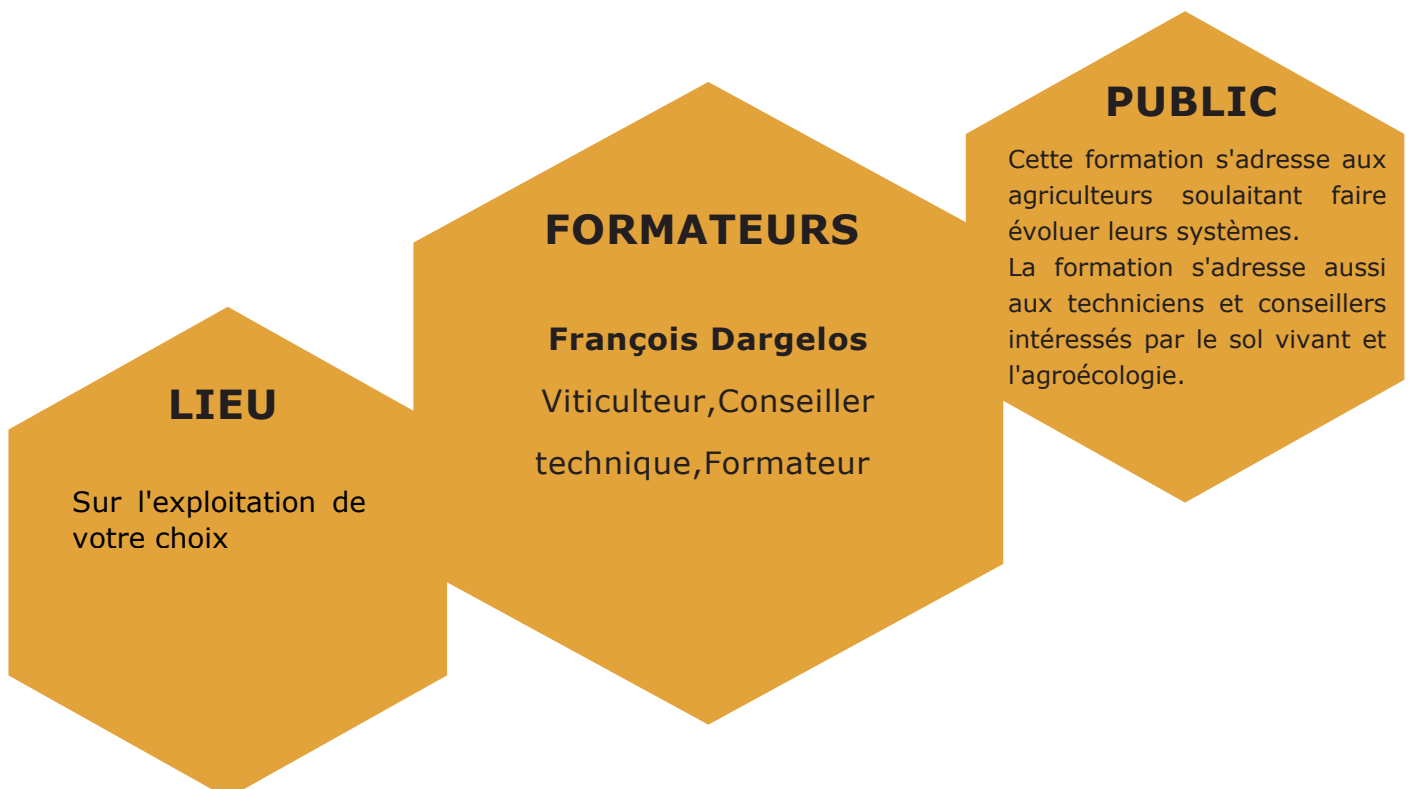 LIEU
Sur l'exploitation de
votre choix
FORMATEURS
François Dargelos
Viticulteur,Conseiller
technique,Formateur
PUBLIC
Cette formation s'adresse aux
agriculteurs soulaitant faire
évoluer leurs systèmes.
La formation s'adresse aussi
aux techniciens et conseillers
intéressés par le sol vivant et
l'agroécologie.